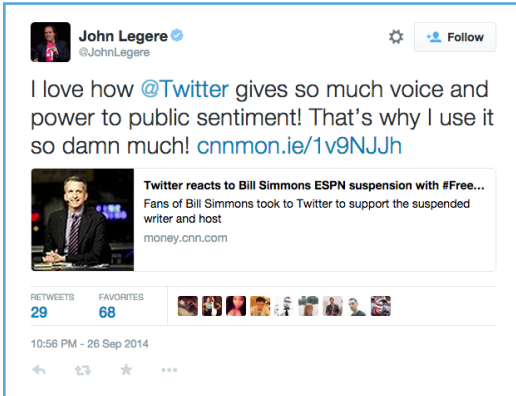 John Legere
@JohnLegere
Follow
I love how @Twitter gives so much voice and
power to public sentiment! That's why I use it
so damn much! cnnmon.ie/1v9NJJh
Twitter reacts to Bill Simmons ESPN suspension with #Free...
Fans of Bill Simmons took to Twitter to support the suspended
writer and host
money.cnn.com
RETWEETS FAVORITES
29 68
10:56 PM - 26 Sep 2014